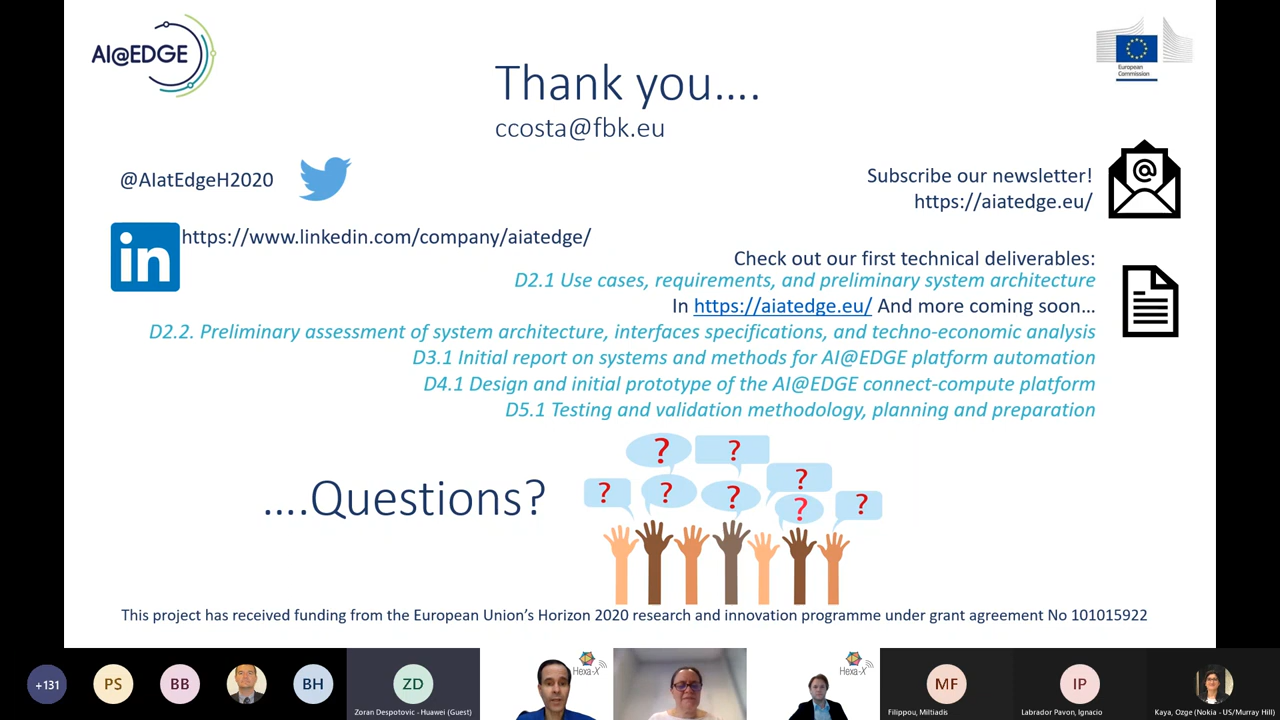 AI@EDGE
European
Commission
Thank you....
ccosta@fbk.eu
@AIatEdgeH2020
Subscribe our newsletter!
https://aiatedge.eu/
@
in
https://www.linkedin.com/company/aiatedge/
Check out our first technical deliverables:
D2.1 Use cases, requirements, and preliminary system architecture
In https://aiatedge.eu/ And more coming soon...
D2.2. Preliminary assessment of system architecture, interfaces specifications, and techno-economic analysis
D3.1 Initial report on systems and methods for AI@EDGE platform automation
D4.1 Design and initial prototype of the AI@EDGE connect-compute platform
D5.1 Testing and validation methodology, planning and preparation
....Questions?
? ? ? ? ? ? ? ?
This project has received funding from the European Union's Horizon 2020 research and innovation programme under grant agreement No 101015922
+131
PS
BB
BH
ZD
Zoran Despotovic - Huawei (Guest)
Hexa-X
Hexa-X
MF
Filippou, Miltiadis
IP
Labrador Pavon, Ignacio
Kaya, Ozge (Nokia - US/Murray Hill)